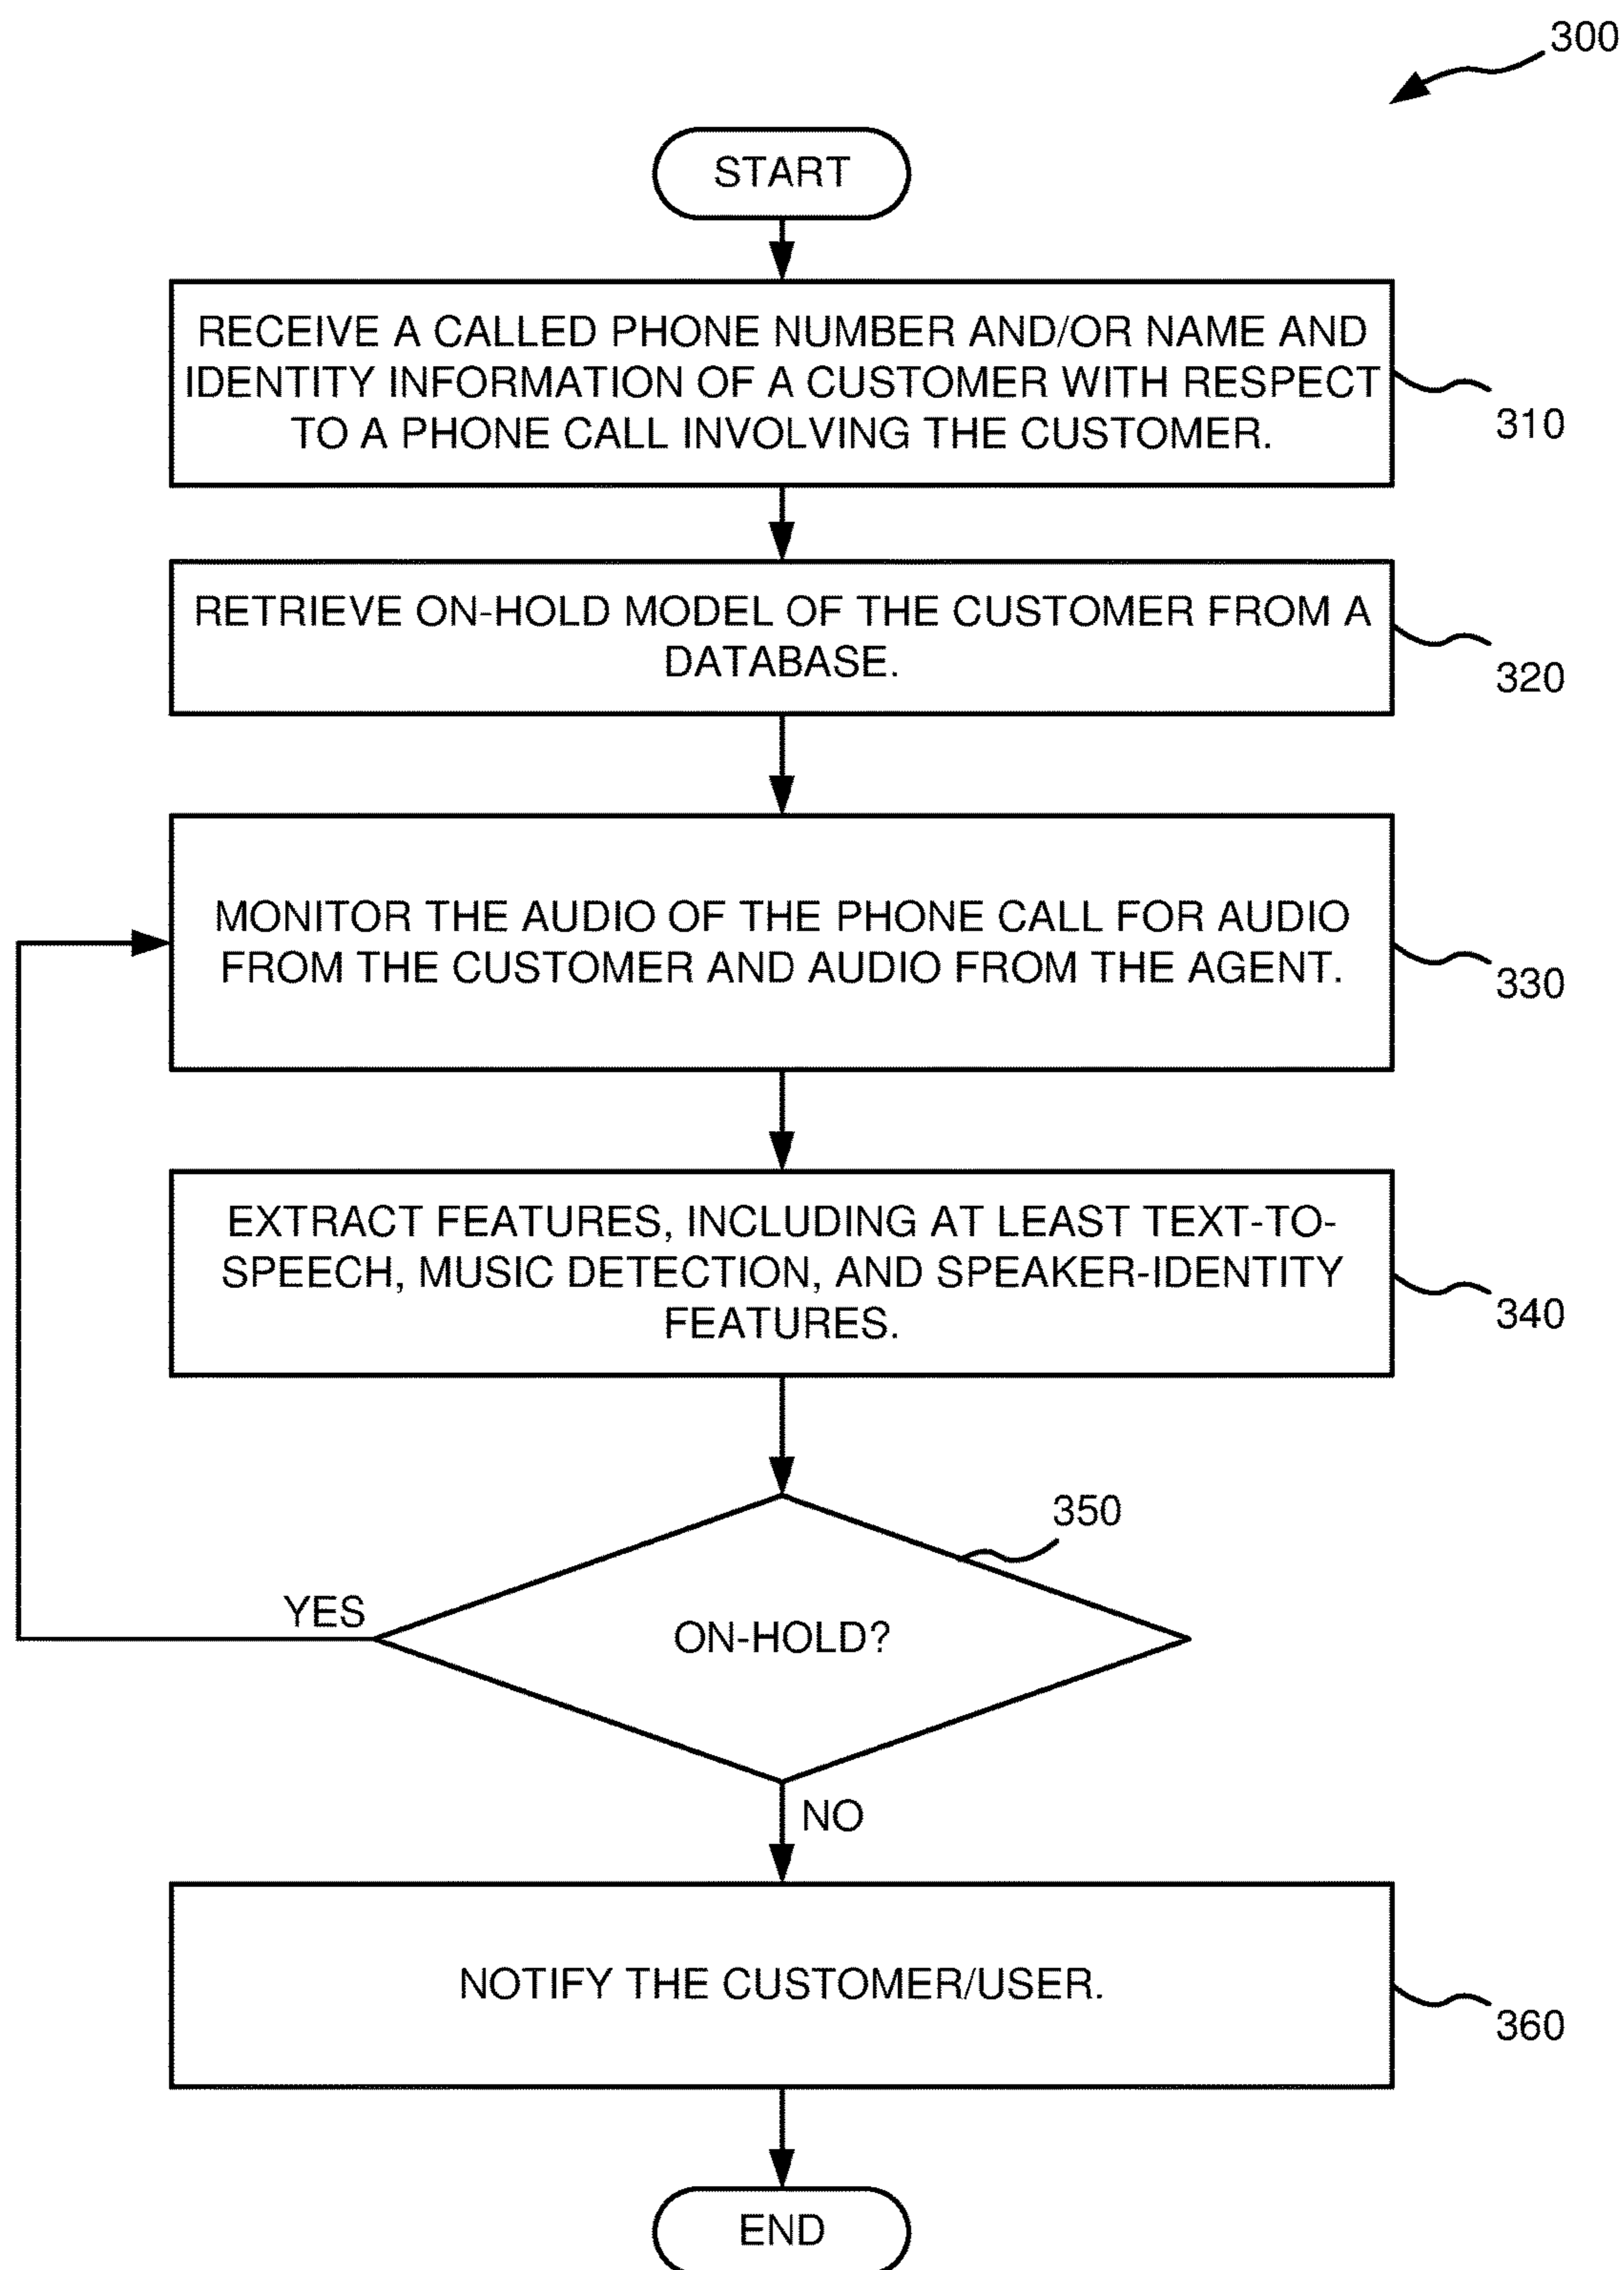 300
START
RECEIVE A CALLED PHONE NUMBER AND/OR NAME AND
IDENTITY INFORMATION OF A CUSTOMER WITH RESPECT
TO A PHONE CALL INVOLVING THE CUSTOMER.
310
RETRIEVE ON-HOLD MODEL OF THE CUSTOMER FROM A
DATABASE.
320
MONITOR THE AUDIO OF THE PHONE CALL FOR AUDIO
FROM THE CUSTOMER AND AUDIO FROM THE AGENT.
330
EXTRACT FEATURES, INCLUDING AT LEAST TEXT-TO-
SPEECH, MUSIC DETECTION, AND SPEAKER-IDENTITY
FEATURES.
340
350
YES
ON-HOLD?
NO
NOTIFY THE CUSTOMER/USER.
360
END